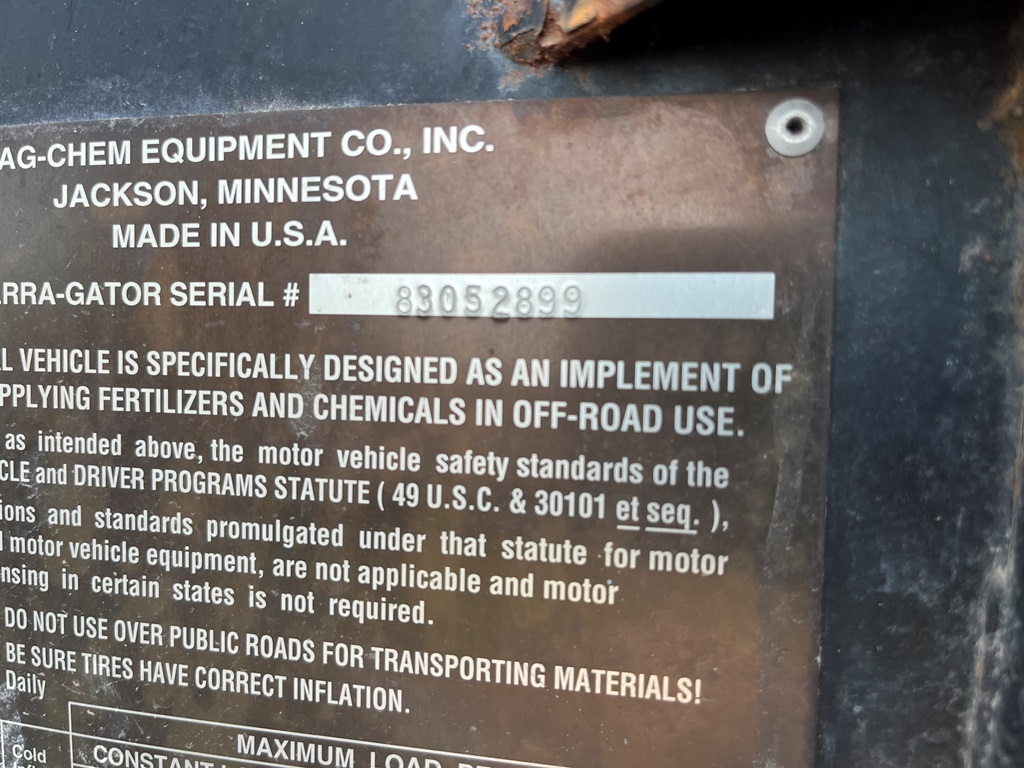 AG-CHEM EQUIPMENT CO., INC.
JACKSON, MINNESOTA
MADE IN U.S.A.
RRA-GATOR SERIAL # 83052899
L VEHICLE IS SPECIFICALLY DESIGNED AS AN IMPLEMENT OF
PPLYING FERTILIZERS AND CHEMICALS IN OFF-ROAD USE.
as intended above, the motor vehicle safety standards of the
CLE and DRIVER PROGRAMS STATUTE ( 49 U.S.C. & 30101 et seq. ),
ions and standards promulgated under that statute for motor
l motor vehicle equipment, are not applicable and motor
nsing in certain states is not required.
DO NOT USE OVER PUBLIC ROADS FOR TRANSPORTING MATERIALS!
BE SURE TIRES HAVE CORRECT INFLATION.
Daily
MAXIMUM LOAD
Cold CONSTANT